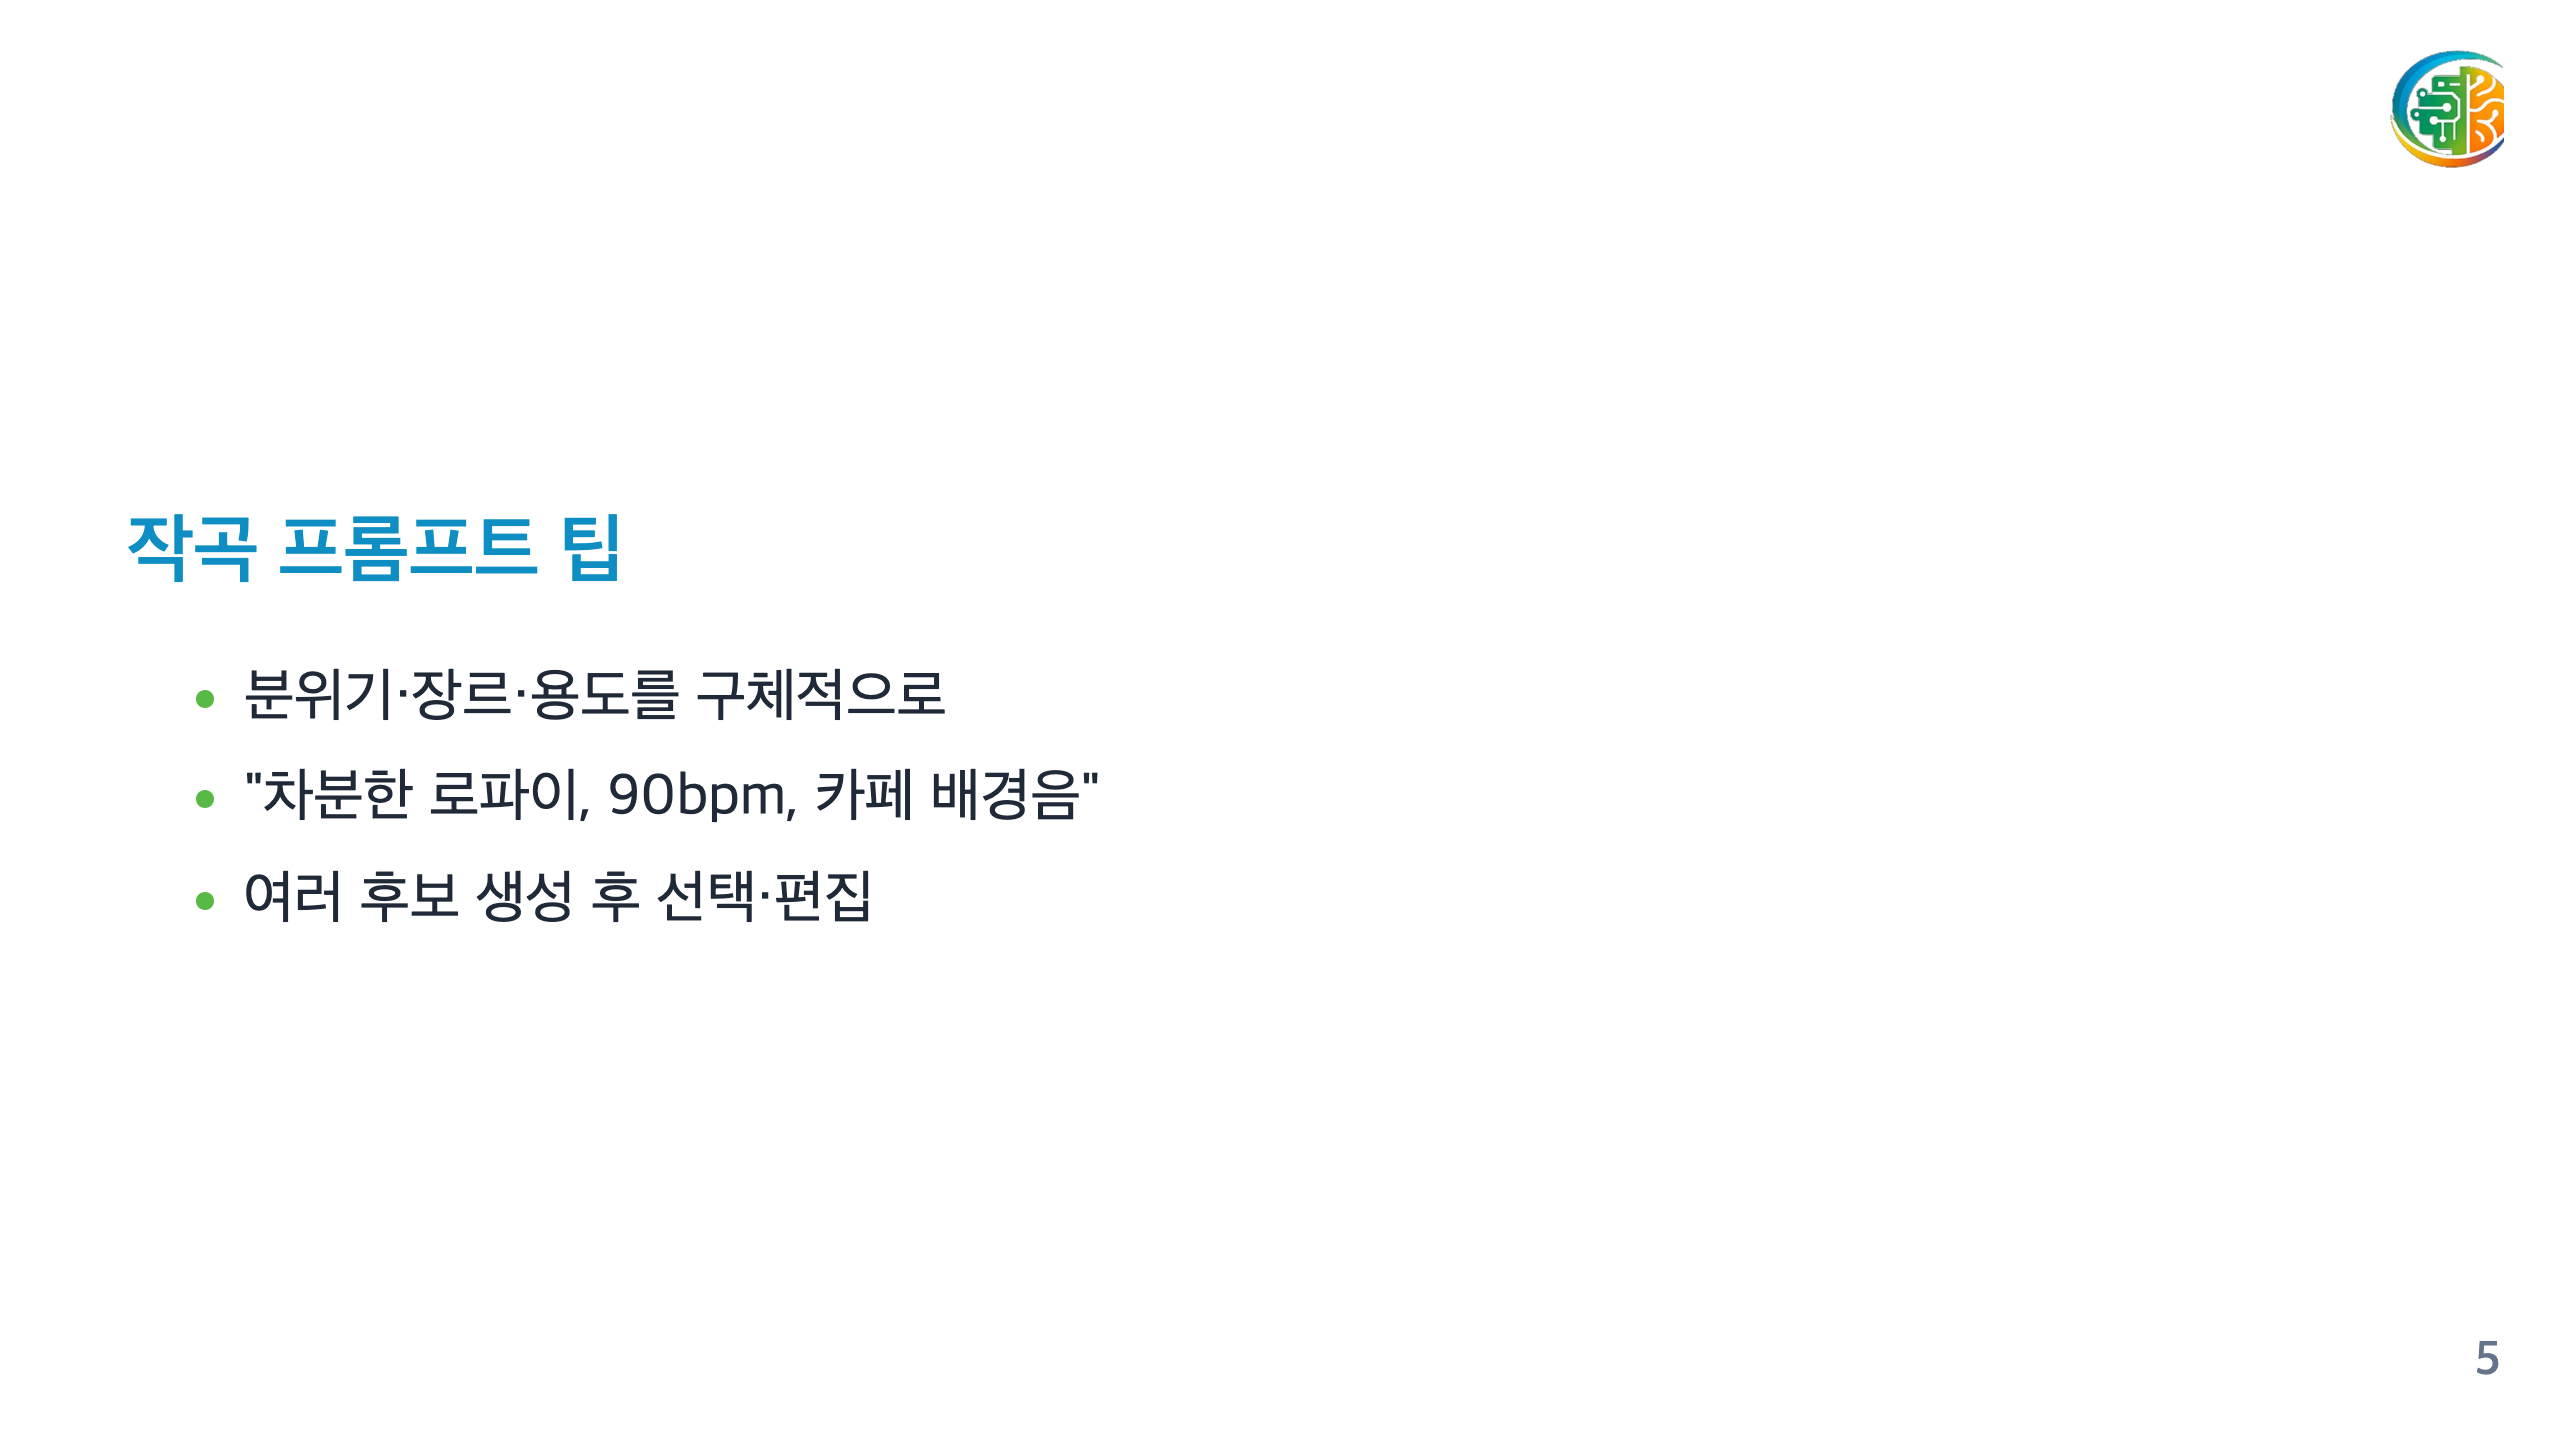 작곡 프롬프트 팁
• 분위기·장르·용도를 구체적으로
• "차분한 로파이, 90bpm, 카페 배경음"
• 여러 후보 생성 후 선택·편집
5